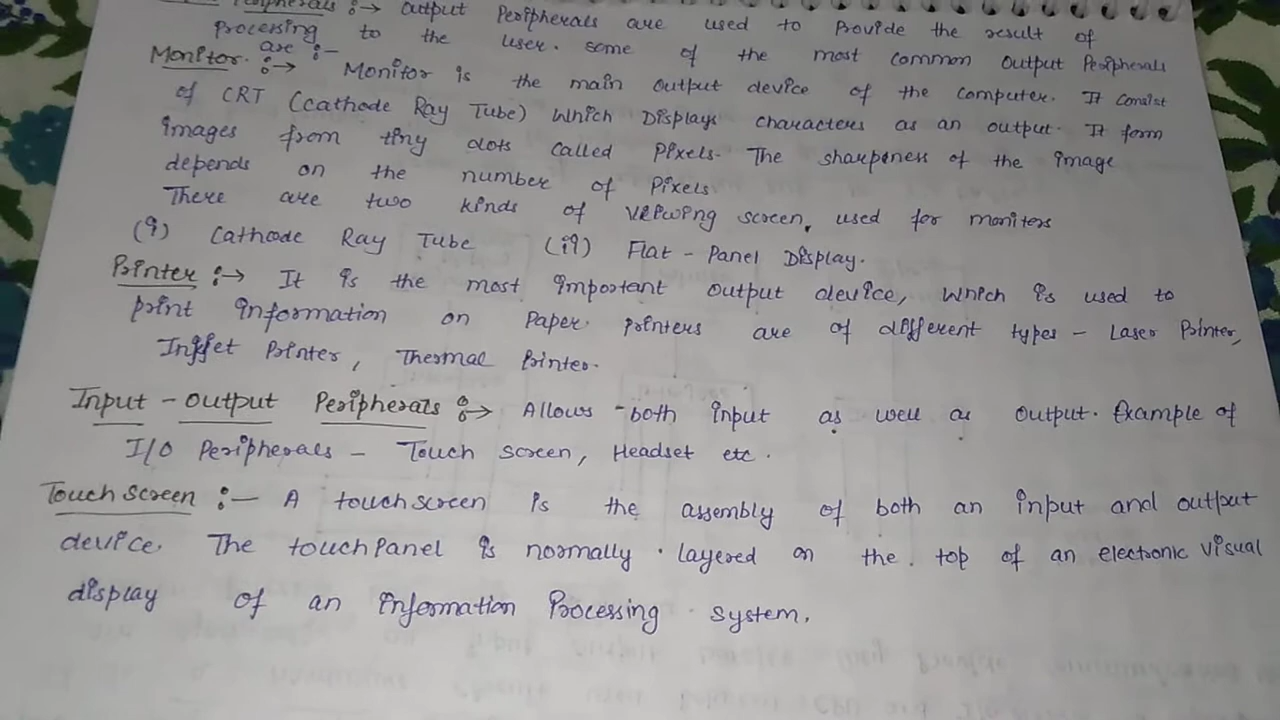 Peripherals :→ Output Peripherals are used to Provide the result of
processing to the user. some of the most common output Peripherals
are :-
Monitor. :→ Monitor is the main output device of the computer. It consist
of CRT (Cathode Ray Tube) which Displays characters as an output. It form
images from tiny dots called Pixels. The sharpness of the image
depends on the number of Pixels
There are two kinds of viewing screen, used for moniters
(i) Cathode Ray Tube (ii) Flat - Panel Display.
Printer :→ It is the most important output device, which is used to
print information on Paper. printers are of different types - Laser Printer,
Inkjet Printer, Thermal Printer.
Input - Output Peripherals :→ Allows both input as well as output. Example of
I/O Peripherals - Touch screen, Headset etc.
Touch Screen :- A touchscreen is the assembly of both an input and output
device. The touchPanel is normally layered on the top of an electronic visual
display of an information Processing system.